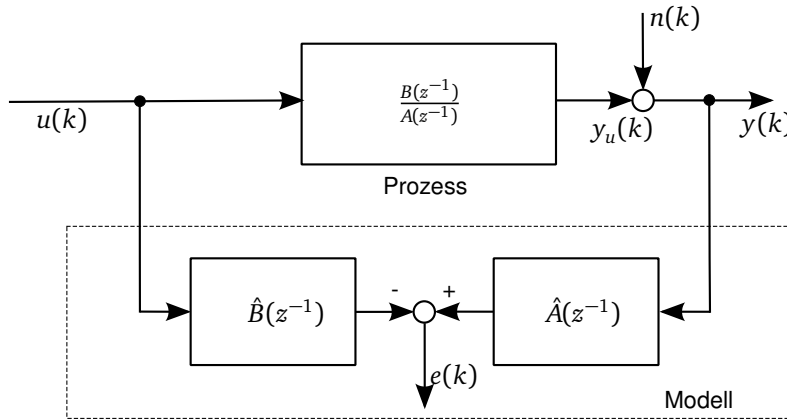 n(k)
u(k)
B(z⁻¹)
A(z⁻¹)
y_u(k)
y(k)
Prozess
B̂(z⁻¹)
-
+
Â(z⁻¹)
e(k)
Modell